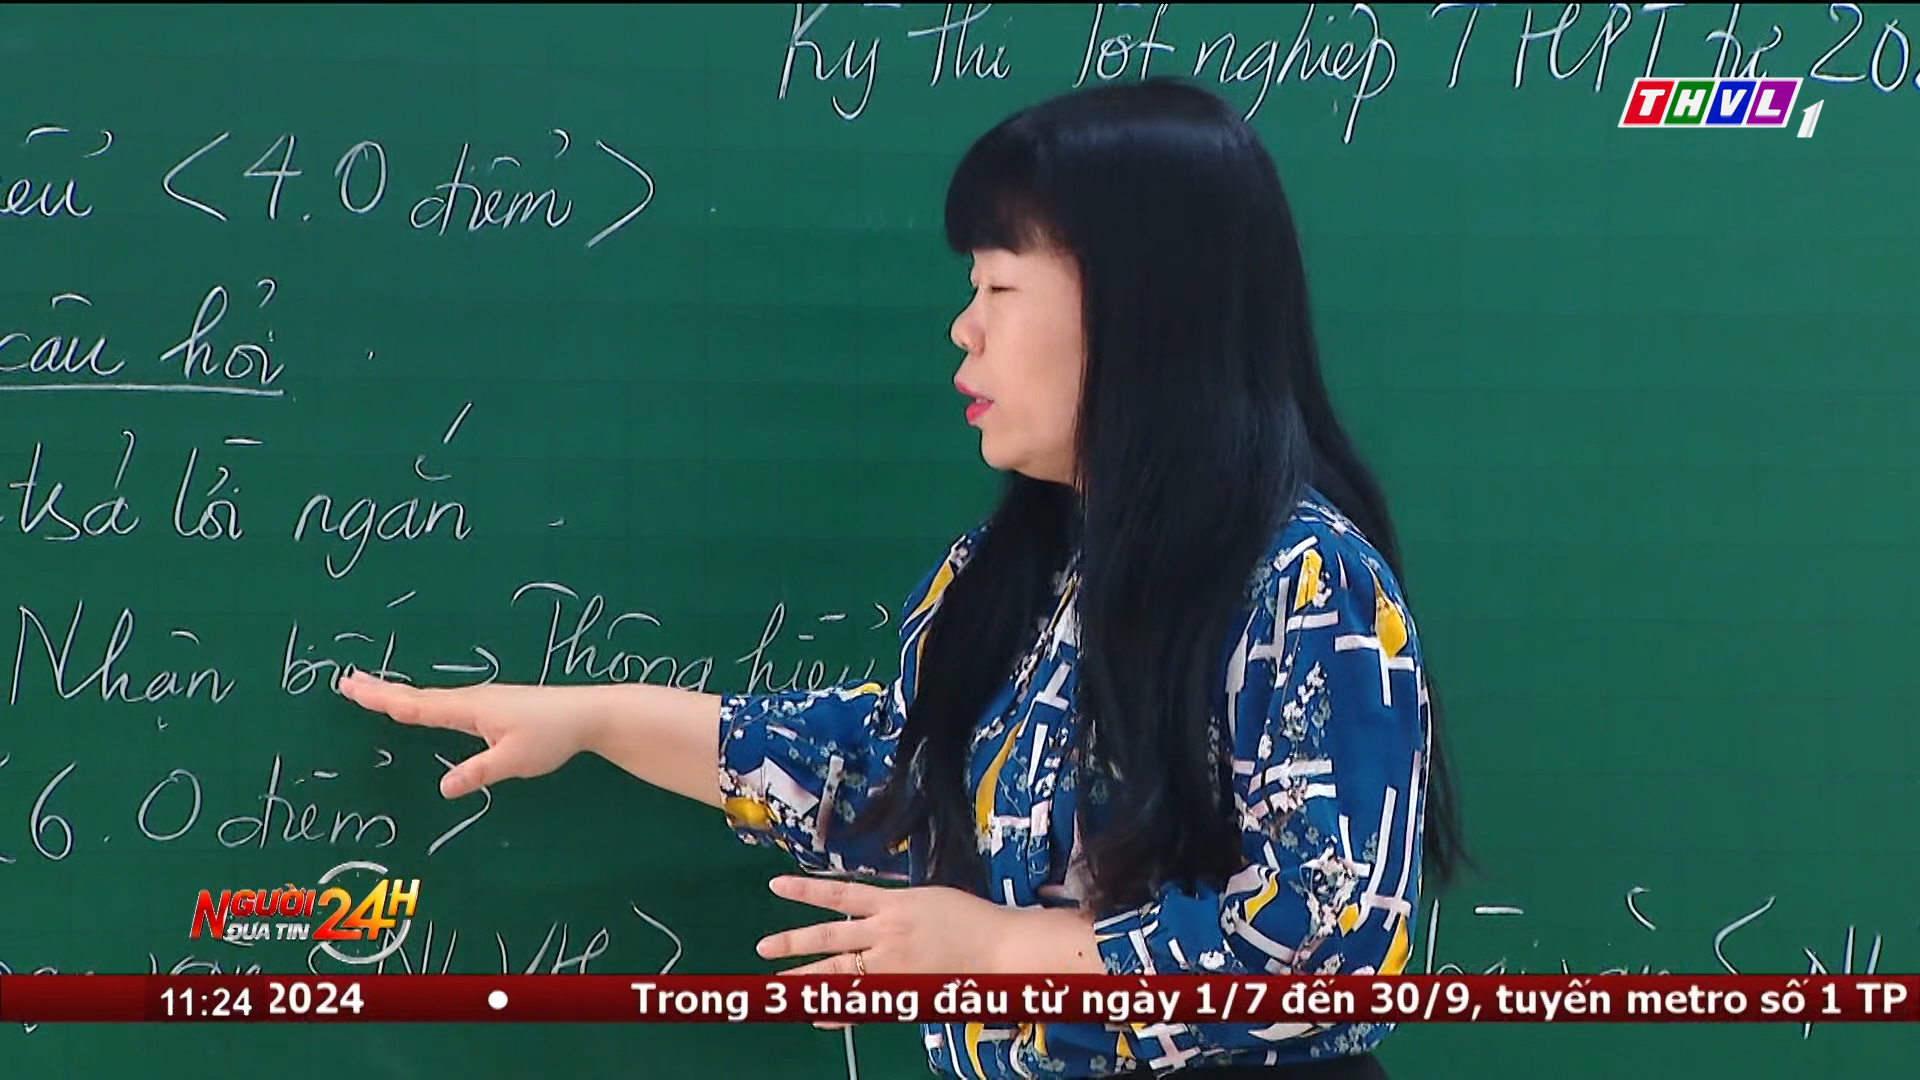 Kỳ thi Tốt nghiệp THPT từ 20
THVL1
<4.0 điểm>
câu hỏi
trả lời ngắn
Nhận biết → Thông hiểu
<6.0 điểm>
NGƯỜI ĐƯA TIN 24H
11:24 2024 • Trong 3 tháng đầu từ ngày 1/7 đến 30/9, tuyến metro số 1 TP